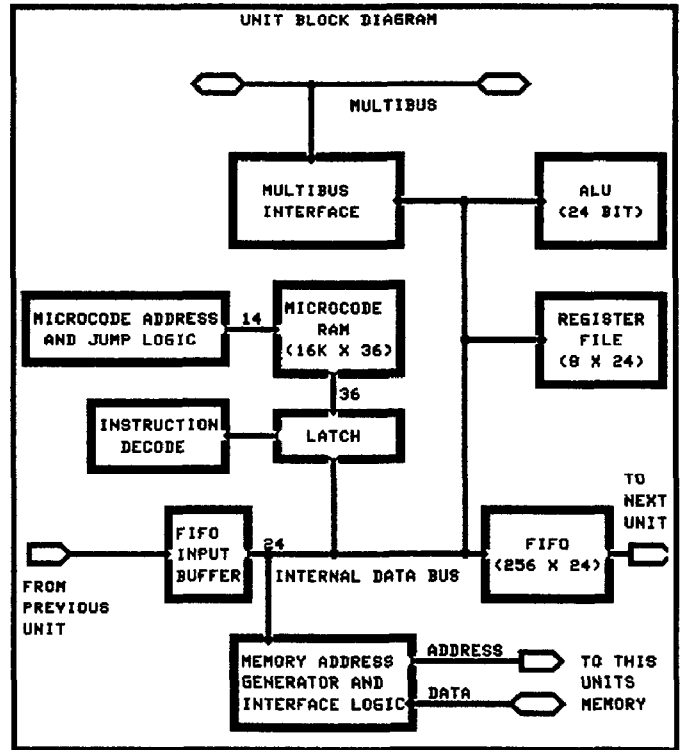 UNIT BLOCK DIAGRAM
MULTIBUS
MULTIBUS
INTERFACE
ALU
(24 BIT)
MICROCODE ADDRESS
AND JUMP LOGIC
14
MICROCODE
RAM
(16K X 36)
REGISTER
FILE
(8 X 24)
36
INSTRUCTION
DECODE
LATCH
TO
NEXT
UNIT
FIFO
INPUT
BUFFER
24
INTERNAL DATA BUS
FIFO
(256 X 24)
FROM
PREVIOUS
UNIT
MEMORY ADDRESS
GENERATOR AND
INTERFACE LOGIC
ADDRESS
DATA
TO THIS
UNITS
MEMORY